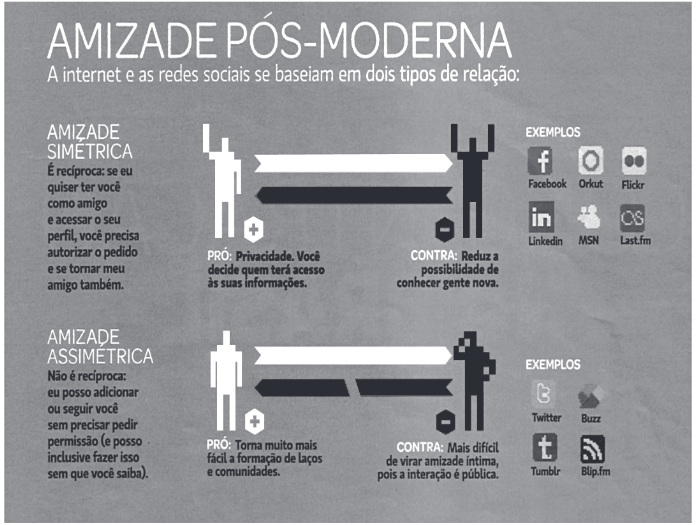 AMIZADE PÓS-MODERNA
A internet e as redes sociais se baseiam em dois tipos de relação:
AMIZADE
SIMÉTRICA
É recíproca: se eu
quiser ter você
como amigo
e acessar o seu
perfil, você precisa
autorizar o pedido
e se tornar meu
amigo também.
PRÓ: Privacidade. Você
decide quem terá acesso
às suas informações.
CONTRA: Reduz a
possibilidade de
conhecer gente nova.
EXEMPLOS
Facebook Orkut Flickr
in
Linkedin MSN Last.fm
AMIZADE
ASSIMÉTRICA
Não é recíproca:
eu posso adicionar
ou seguir você
sem precisar pedir
permissão (e posso
inclusive fazer isso
sem que você saiba).
PRÓ: Torna muito mais
fácil a formação de laços
e comunidades.
CONTRA: Mais difícil
de virar amizade íntima,
pois a interação é pública.
EXEMPLOS
Twitter Buzz
t
Tumblr Blip.fm